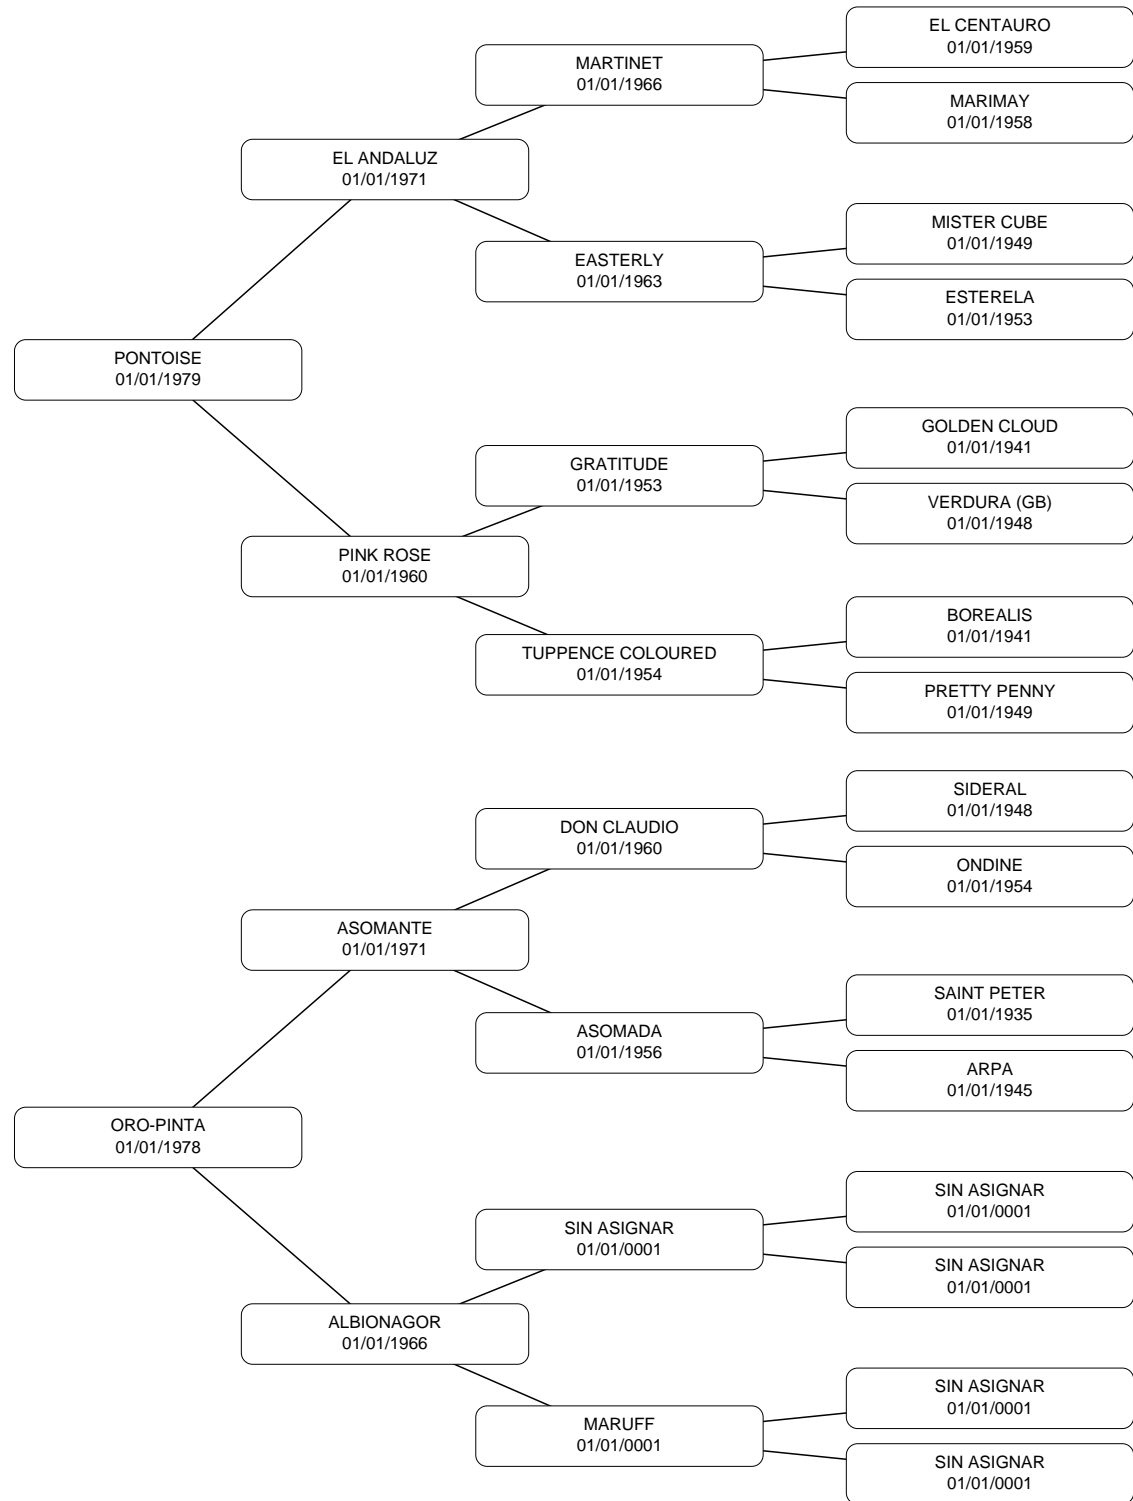 EL CENTAURO
01/01/1959
MARTINET
01/01/1966
MARIMAY
01/01/1958
EL ANDALUZ
01/01/1971
MISTER CUBE
01/01/1949
EASTERLY
01/01/1963
ESTERELA
01/01/1953
PONTOISE
01/01/1979
GOLDEN CLOUD
01/01/1941
GRATITUDE
01/01/1953
VERDURA (GB)
01/01/1948
PINK ROSE
01/01/1960
BOREALIS
01/01/1941
TUPPENCE COLOURED
01/01/1954
PRETTY PENNY
01/01/1949
SIDERAL
01/01/1948
DON CLAUDIO
01/01/1960
ONDINE
01/01/1954
ASOMANTE
01/01/1971
SAINT PETER
01/01/1935
ASOMADA
01/01/1956
ARPA
01/01/1945
ORO-PINTA
01/01/1978
SIN ASIGNAR
01/01/0001
SIN ASIGNAR
01/01/0001
SIN ASIGNAR
01/01/0001
ALBIONAGOR
01/01/1966
SIN ASIGNAR
01/01/0001
MARUFF
01/01/0001
SIN ASIGNAR
01/01/0001